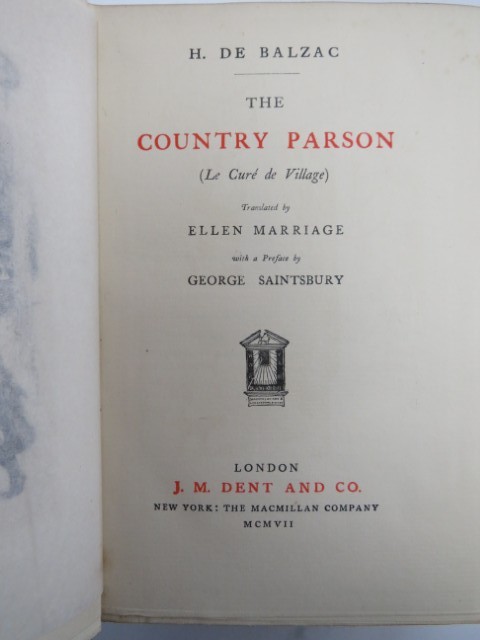 H. DE BALZAC
THE
COUNTRY PARSON
(Le Curé de Village)
Translated by
ELLEN MARRIAGE
with a Preface by
GEORGE SAINTSBURY
LONDON
J. M. DENT AND CO.
NEW YORK: THE MACMILLAN COMPANY
MCMVII